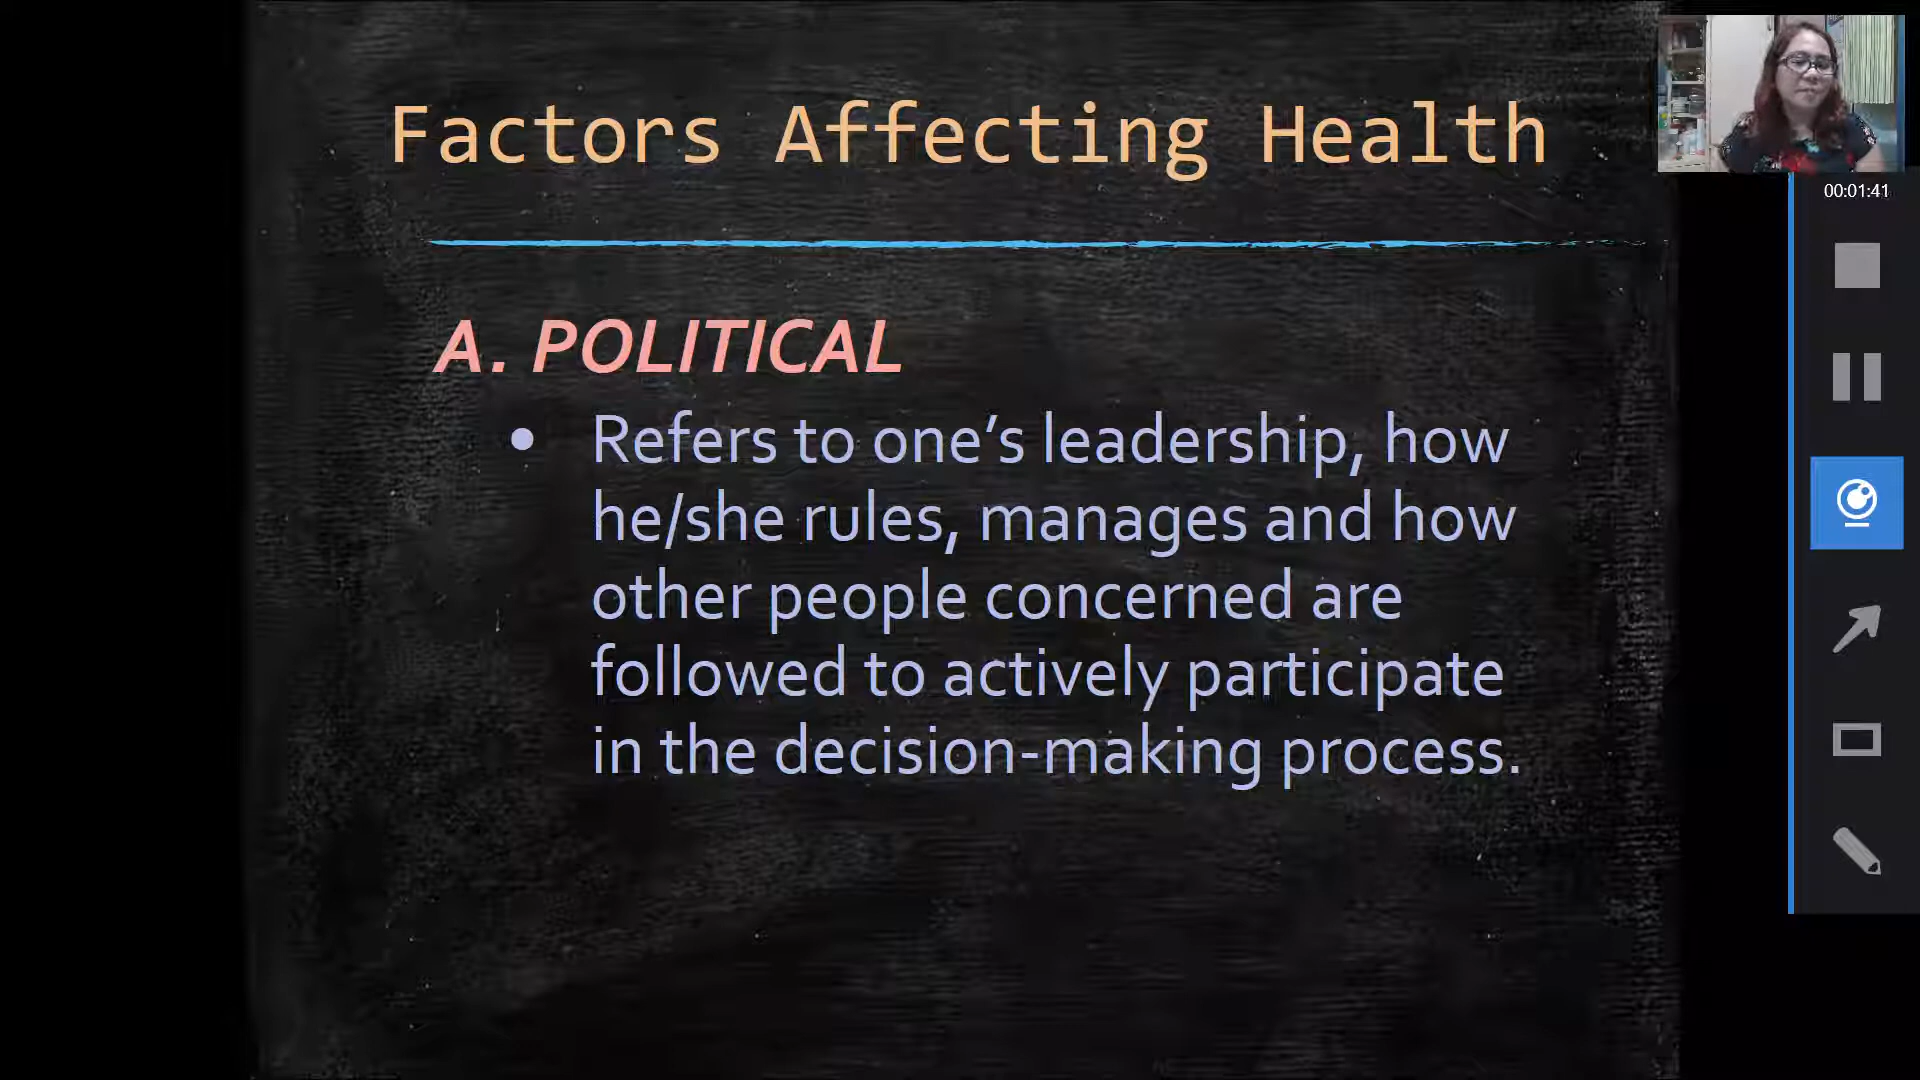 Factors Affecting Health
00:01:41
A. POLITICAL
• Refers to one’s leadership, how
he/she rules, manages and how
other people concerned are
followed to actively participate
in the decision-making process.